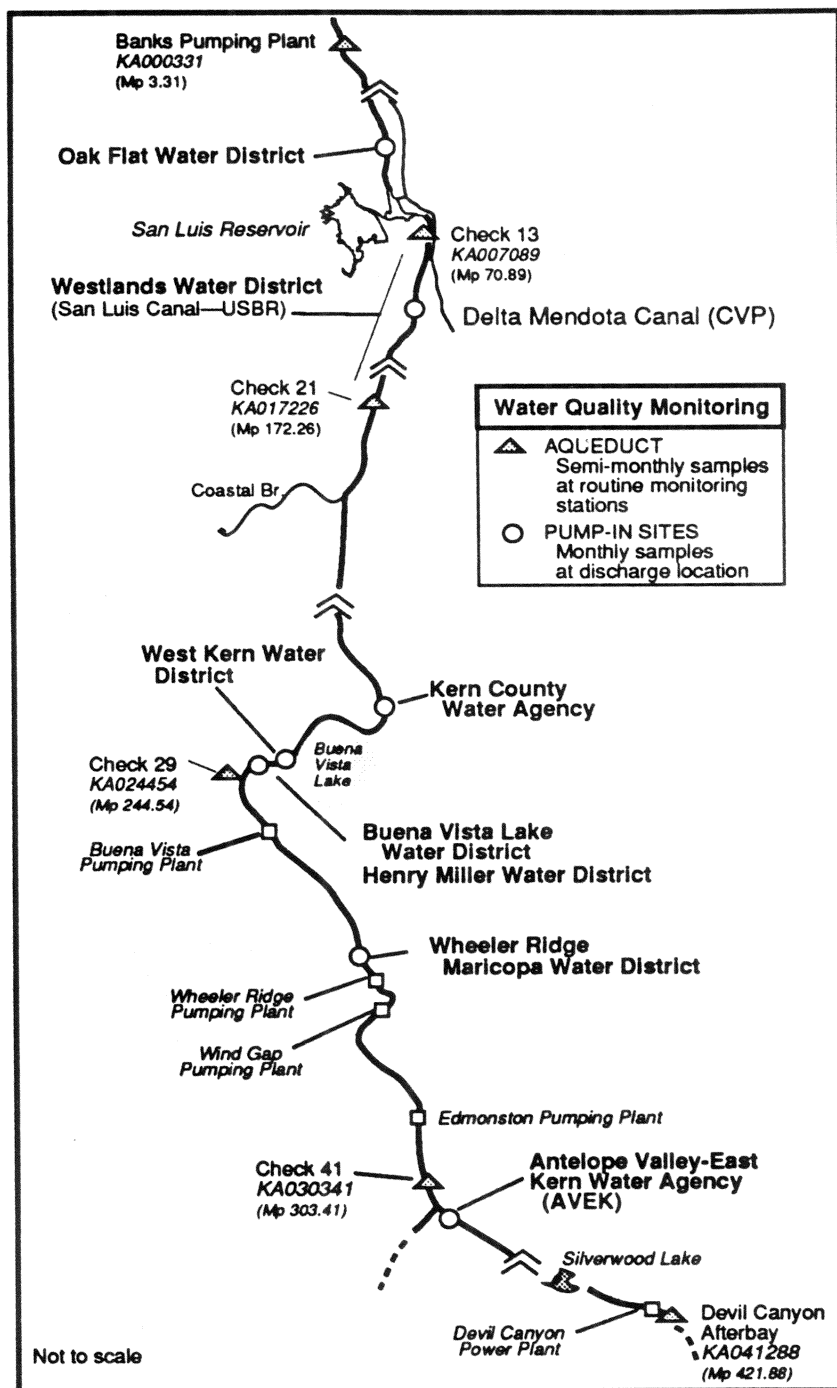 Banks Pumping Plant
KA000331
(Mp 3.31)
Oak Flat Water District
San Luis Reservoir
Check 13
KA007089
(Mp 70.89)
Westlands Water District
(San Luis Canal—USBR)
Delta Mendota Canal (CVP)
Check 21
KA017226
(Mp 172.26)
Water Quality Monitoring
AQUEDUCT
Semi-monthly samples
at routine monitoring
stations
PUMP-IN SITES
Monthly samples
at discharge location
Coastal Br.
West Kern Water
District
Kern County
Water Agency
Buena
Vista
Lake
Check 29
KA024454
(Mp 244.54)
Buena Vista
Pumping Plant
Buena Vista Lake
Water District
Henry Miller Water District
Wheeler Ridge
Maricopa Water District
Wheeler Ridge
Pumping Plant
Wind Gap
Pumping Plant
Edmonston Pumping Plant
Check 41
KA030341
(Mp 303.41)
Antelope Valley-East
Kern Water Agency
(AVEK)
Silverwood Lake
Devil Canyon
Power Plant
Devil Canyon
Afterbay
KA041288
(Mp 421.88)
Not to scale